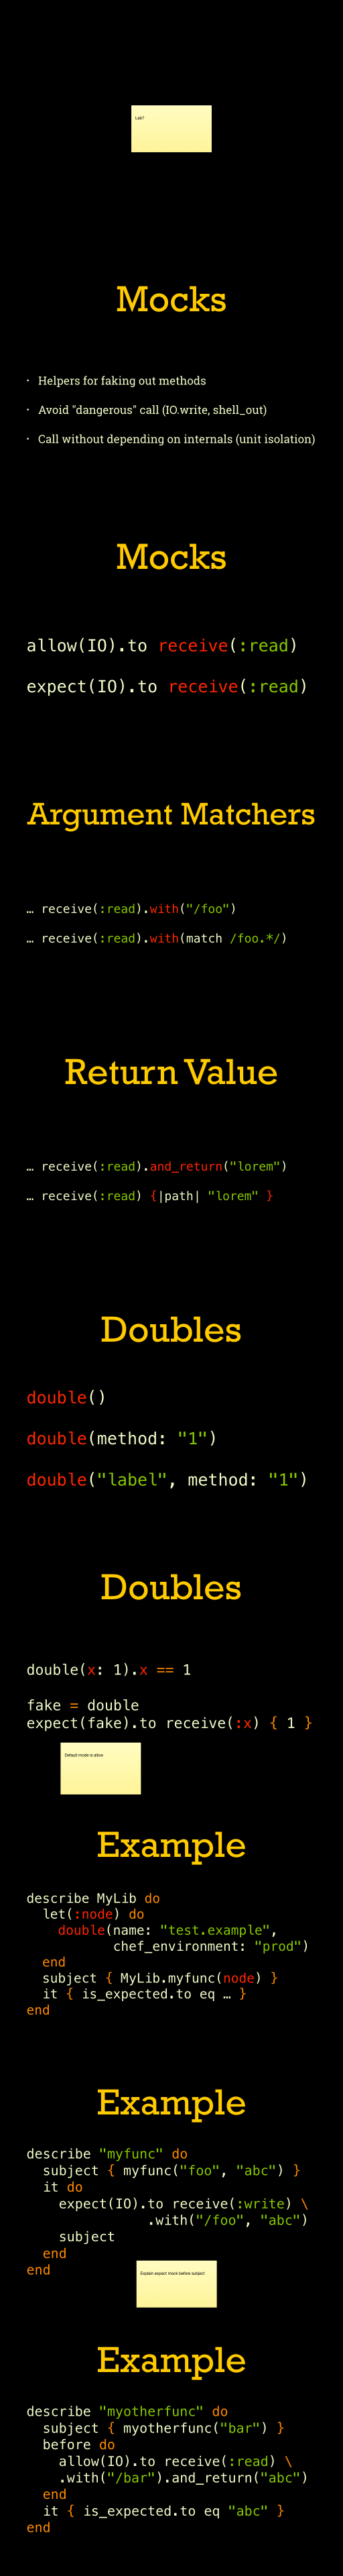 Lab?
Mocks
• Helpers for faking out methods
• Avoid "dangerous" call (IO.write, shell_out)
• Call without depending on internals (unit isolation)
Mocks
allow(IO).to receive(:read)
expect(IO).to receive(:read)
Argument Matchers
… receive(:read).with("/foo")
… receive(:read).with(match /foo.*/)
Return Value
… receive(:read).and_return("lorem")
… receive(:read) {|path| "lorem" }
Doubles
double()
double(method: "1")
double("label", method: "1")
Doubles
double(x: 1).x == 1
fake = double
expect(fake).to receive(:x) { 1 }
Default mode is allow
Example
describe MyLib do
  let(:node) do
    double(name: "test.example",
           chef_environment: "prod")
  end
  subject { MyLib.myfunc(node) }
  it { is_expected.to eq … }
end
Example
describe "myfunc" do
  subject { myfunc("foo", "abc") }
  it do
    expect(IO).to receive(:write) \
               .with("/foo", "abc")
    subject
  end
end
Explain expect mock before subject
Example
describe "myotherfunc" do
  subject { myotherfunc("bar") }
  before do
    allow(IO).to receive(:read) \
    .with("/bar").and_return("abc")
  end
  it { is_expected.to eq "abc" }
end